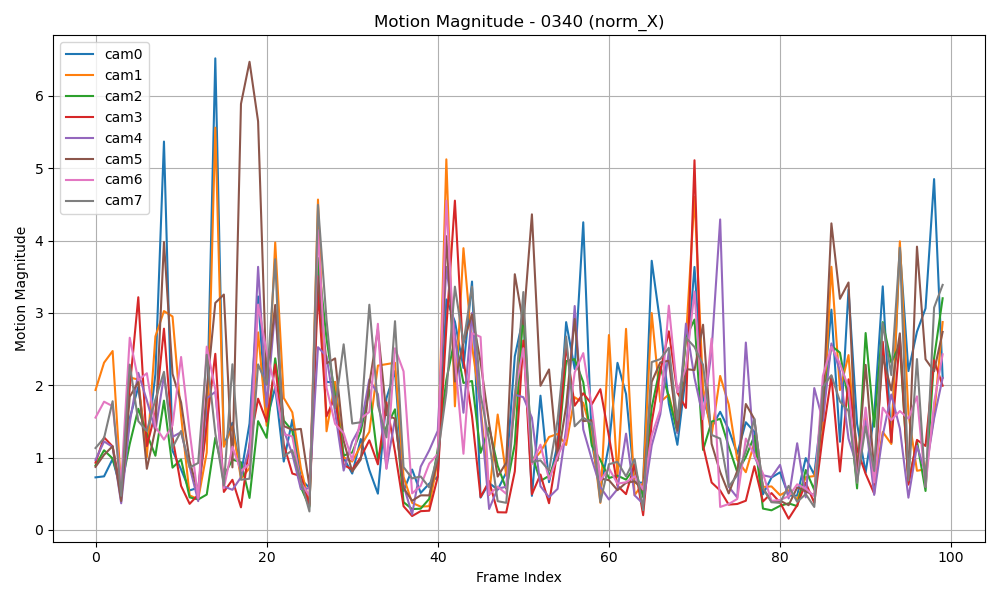 Motion Magnitude - 0340 (norm_X)
cam0
cam1
cam2
cam3
cam4
cam5
cam6
cam7
Motion Magnitude
6
5
4
3
2
1
0
0 20 40 60 80 100
Frame Index